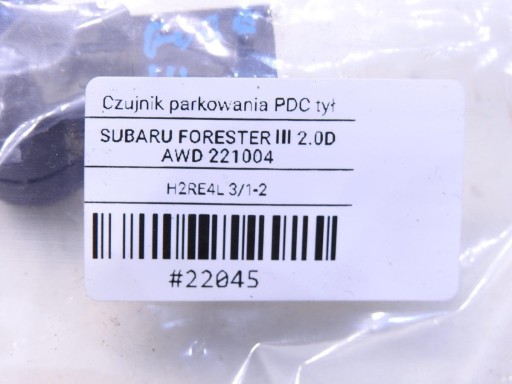 Czujnik parkowania PDC tył
SUBARU FORESTER III 2.0D
AWD 221004
H2RE4L 3/1-2
#22045